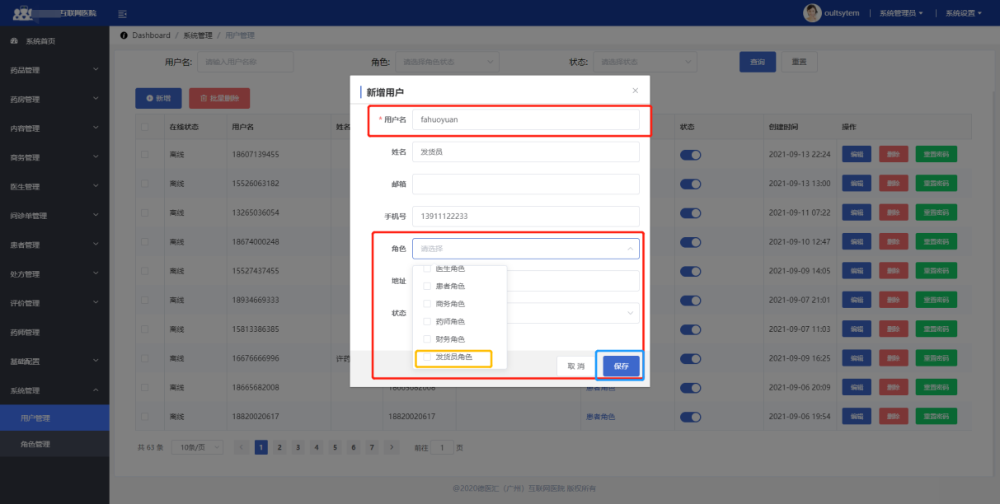 互联网医院
oultsytem | 系统管理员 | 系统设置
系统首页
药品管理
药房管理
内容管理
商务管理
医生管理
问诊单管理
患者管理
处方管理
评价管理
药师管理
基础配置
系统管理
用户管理
角色管理
Dashboard / 系统管理 / 用户管理
用户名: 请输入用户名称 角色: 请选择角色状态 状态: 请选择状态 查询 重置
新增 批量删除
在线状态 用户名 姓名 状态 创建时间 操作
离线 18607139455 2021-09-13 22:24 编辑 删除 重置密码
离线 15526063182 2021-09-13 13:00 编辑 删除 重置密码
离线 13265036054 2021-09-11 07:22 编辑 删除 重置密码
离线 18674000248 2021-09-10 12:47 编辑 删除 重置密码
离线 15527437455 2021-09-09 14:05 编辑 删除 重置密码
离线 18934669333 2021-09-07 21:01 编辑 删除 重置密码
离线 15813386385 2021-09-07 11:03 编辑 删除 重置密码
离线 16676666996 许药 2021-09-09 16:25 编辑 删除 重置密码
离线 18665682008 18665682008 患者角色 2021-09-06 20:09 编辑 删除 重置密码
离线 18820020617 18820020617 患者角色 2021-09-06 19:54 编辑 删除 重置密码
共 63 条 10条/页 1 2 3 4 5 6 7 前往 1 页
@2020德医汇（广州）互联网医院 版权所有
新增用户
* 用户名 fahuoyuan
姓名 发货员
邮箱
手机号 13911122233
角色 请选择
医生角色
患者角色
商务角色
药师角色
财务角色
发货员角色
地址
状态
取 消 保存